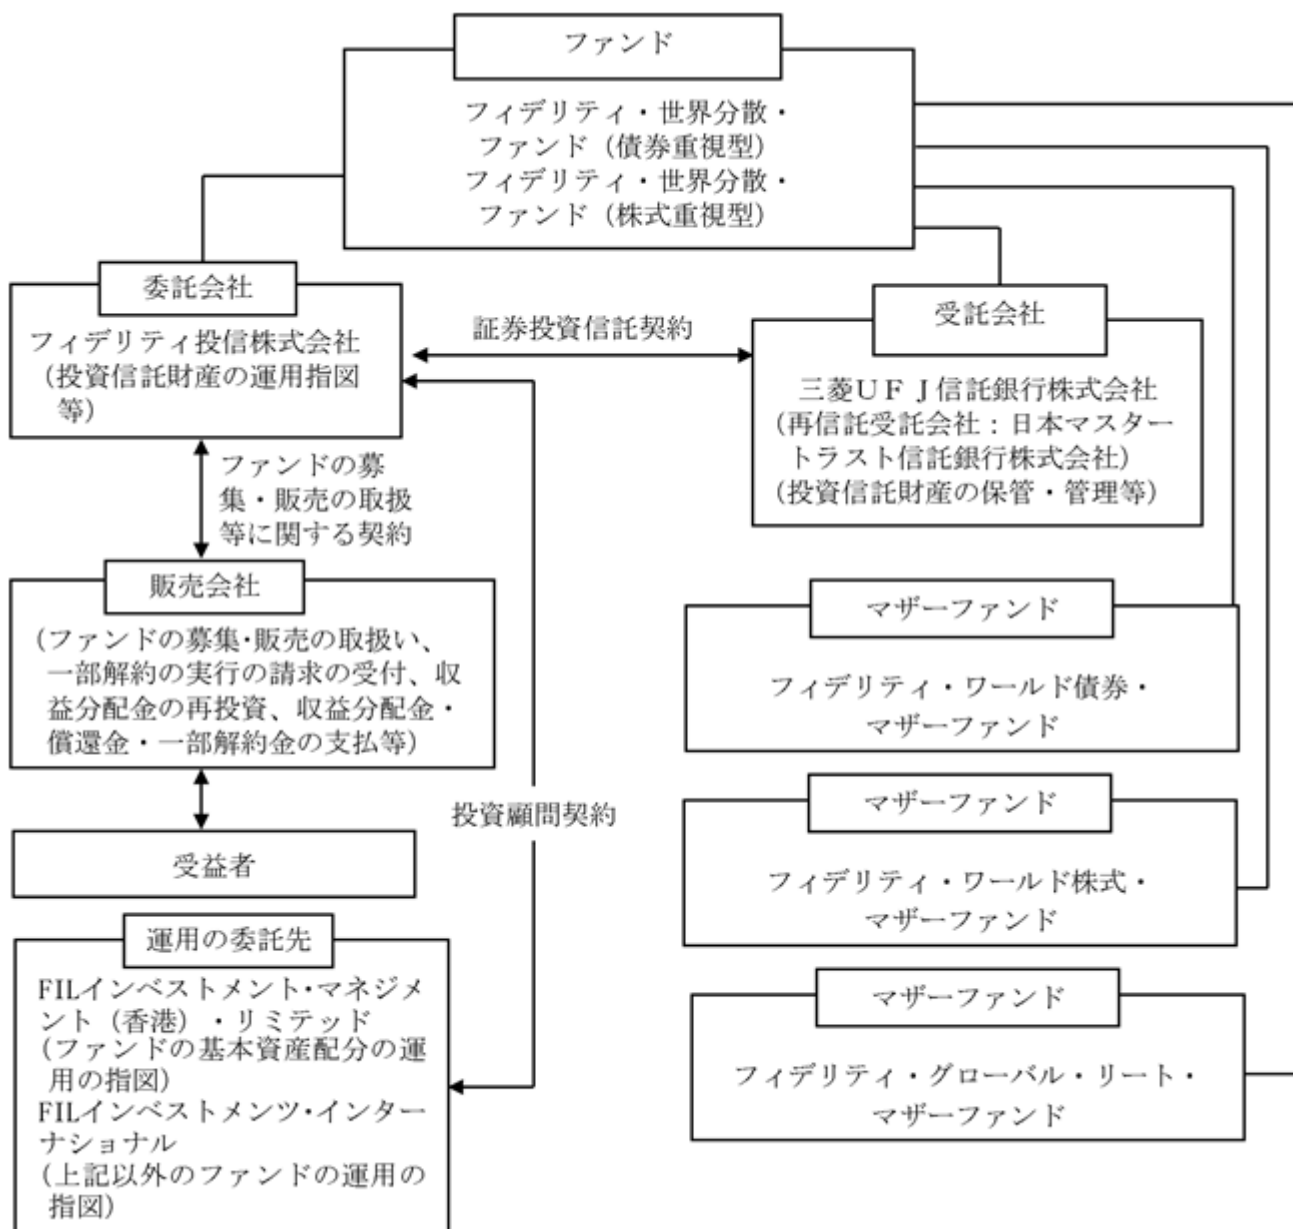 ファンド
フィデリティ・世界分散・
ファンド（債券重視型）
フィデリティ・世界分散・
ファンド（株式重視型）
委託会社
フィデリティ投信株式会社
（投資信託財産の運用指図
等）
証券投資信託契約
受託会社
三菱ＵＦＪ信託銀行株式会社
（再信託受託会社：日本マスター
トラスト信託銀行株式会社）
（投資信託財産の保管・管理等）
ファンドの募
集・販売の取扱
等に関する契約
販売会社
（ファンドの募集・販売の取扱い、
一部解約の実行の請求の受付、収
益分配金の再投資、収益分配金・
償還金・一部解約金の支払等）
投資顧問契約
受益者
運用の委託先
FILインベストメント・マネジメ
ント（香港）・リミテッド
（ファンドの基本資産配分の運
用の指図）
FILインベストメンツ・インター
ナショナル
（上記以外のファンドの運用の
指図）
マザーファンド
フィデリティ・ワールド債券・
マザーファンド
マザーファンド
フィデリティ・ワールド株式・
マザーファンド
マザーファンド
フィデリティ・グローバル・リート・
マザーファンド